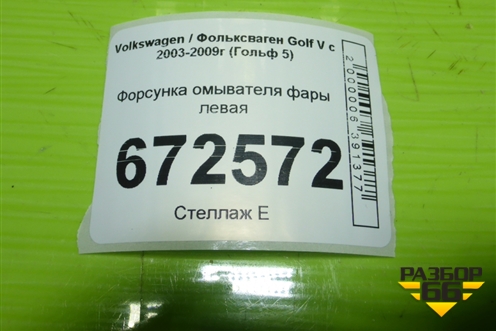 Volkswagen / Фольксваген Golf V с
2003-2009г (Гольф 5)
Форсунка омывателя фары
левая
672572
Стеллаж Е
2000006391377
РАЗБОР
66